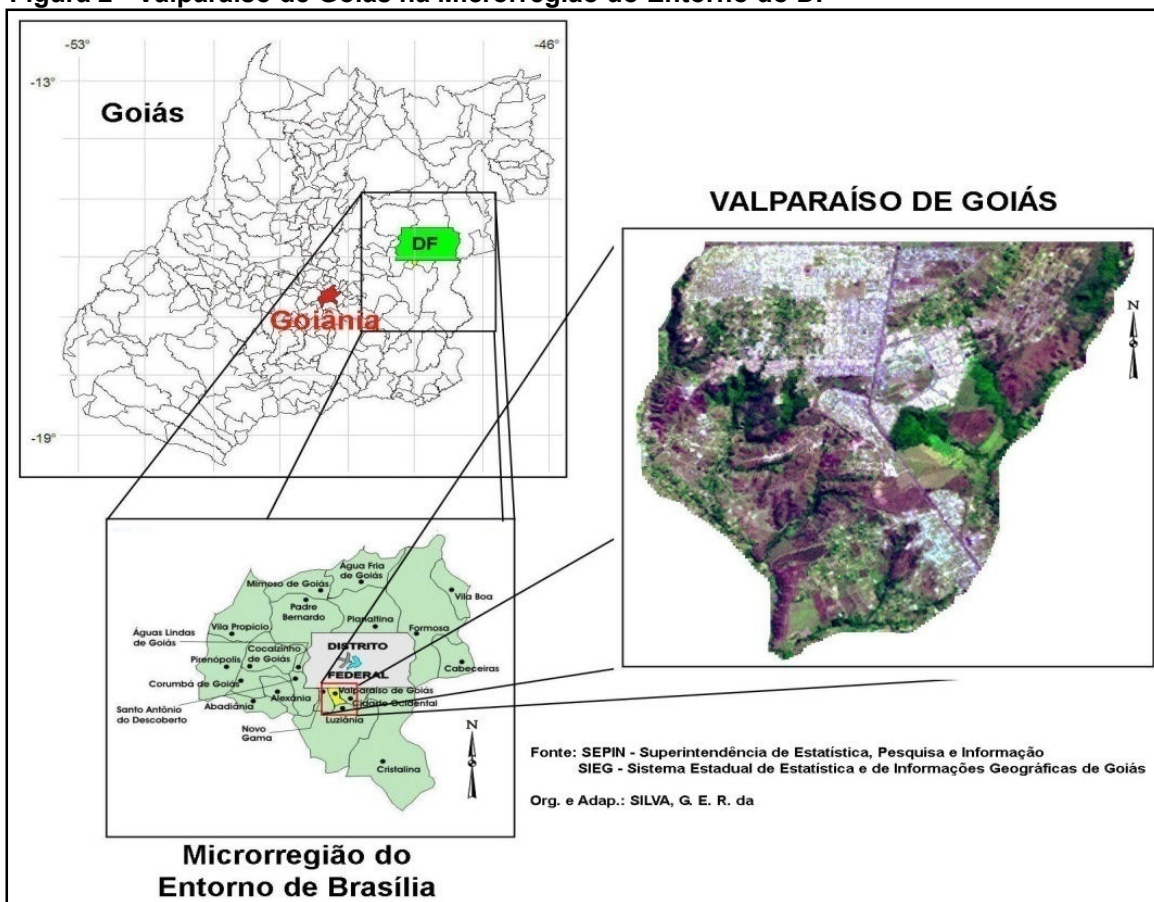 Figura 2 - Valparaíso de Goiás na Microrregião do Entorno do DF
-53°
-46°
-13°
Goiás
DF
Goiânia
-19°
VALPARAÍSO DE GOIÁS
N
Água Fria
de Goiás
Mimoso de Goiás
Vila Boa
Padre
Bernardo
Planaltina
Vila Propício
Formosa
Águas Lindas
de Goiás
DISTRITO
FEDERAL
Cocalzinho
de Goiás
Pirenópolis
Cabeceiras
Corumbá de Goiás
Alexânia
Valparaíso de Goiás
Cidade Ocidental
Santo Antônio
do Descoberto
Abadiânia
Luziânia
Novo
Gama
N
Cristalina
Fonte: SEPIN - Superintendência de Estatística, Pesquisa e Informação
SIEG - Sistema Estadual de Estatística e de Informações Geográficas de Goiás
Org. e Adap.: SILVA, G. E. R. da
Microrregião do
Entorno de Brasília